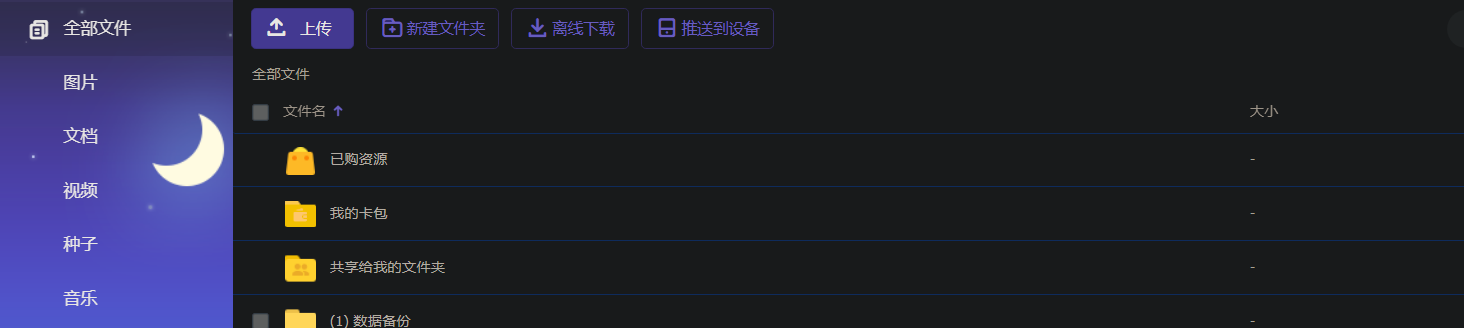 全部文件
图片
文档
视频
种子
音乐
上传 新建文件夹 离线下载 推送到设备
全部文件
文件名 大小
已购资源 -
我的卡包 -
共享给我的文件夹 -
(1) 数据备份 -